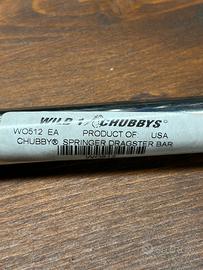 WILD 1 CHUBBYS
WO512 EA PRODUCT OF USA
CHUBBY® SPRINGER DRAGSTER BAR